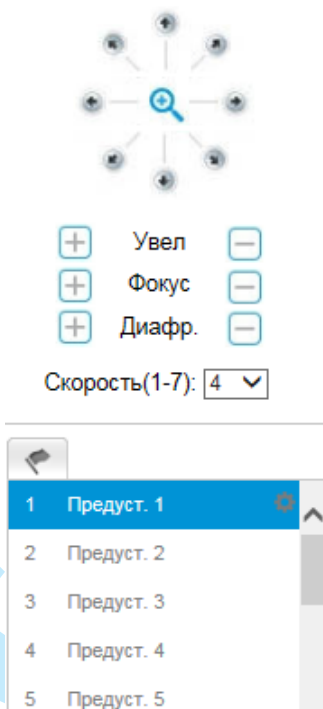 Увел
Фокус
Диафр.
Скорость(1-7): 4
1 Предуст. 1
2 Предуст. 2
3 Предуст. 3
4 Предуст. 4
5 Предуст. 5